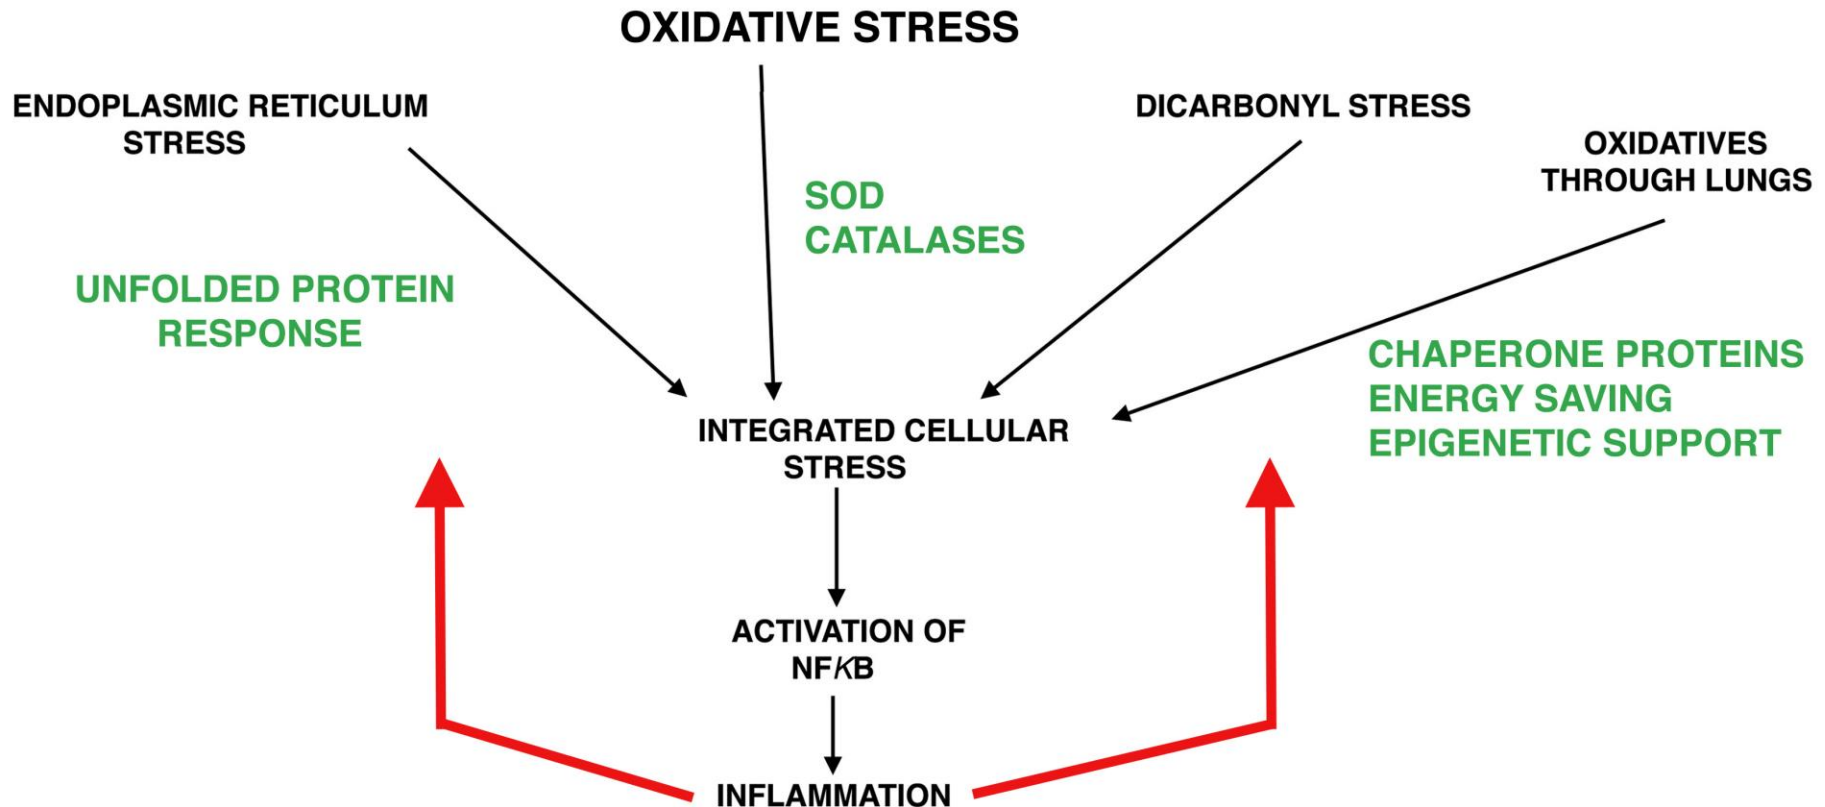 OXIDATIVE STRESS
ENDOPLASMIC RETICULUM
STRESS
DICARBONYL STRESS
OXIDATIVES
THROUGH LUNGS
SOD
CATALASES
UNFOLDED PROTEIN
RESPONSE
CHAPERONE PROTEINS
ENERGY SAVING
EPIGENETIC SUPPORT
INTEGRATED CELLULAR
STRESS
ACTIVATION OF
NFKB
INFLAMMATION